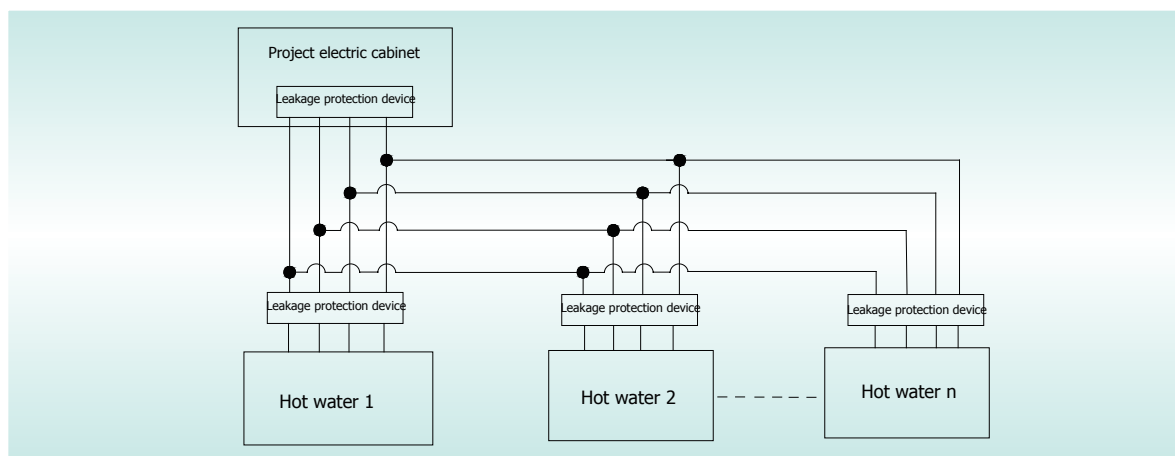 Project electric cabinet
Leakage protection device
Leakage protection device
Leakage protection device
Leakage protection device
Hot water 1
Hot water 2
Hot water n